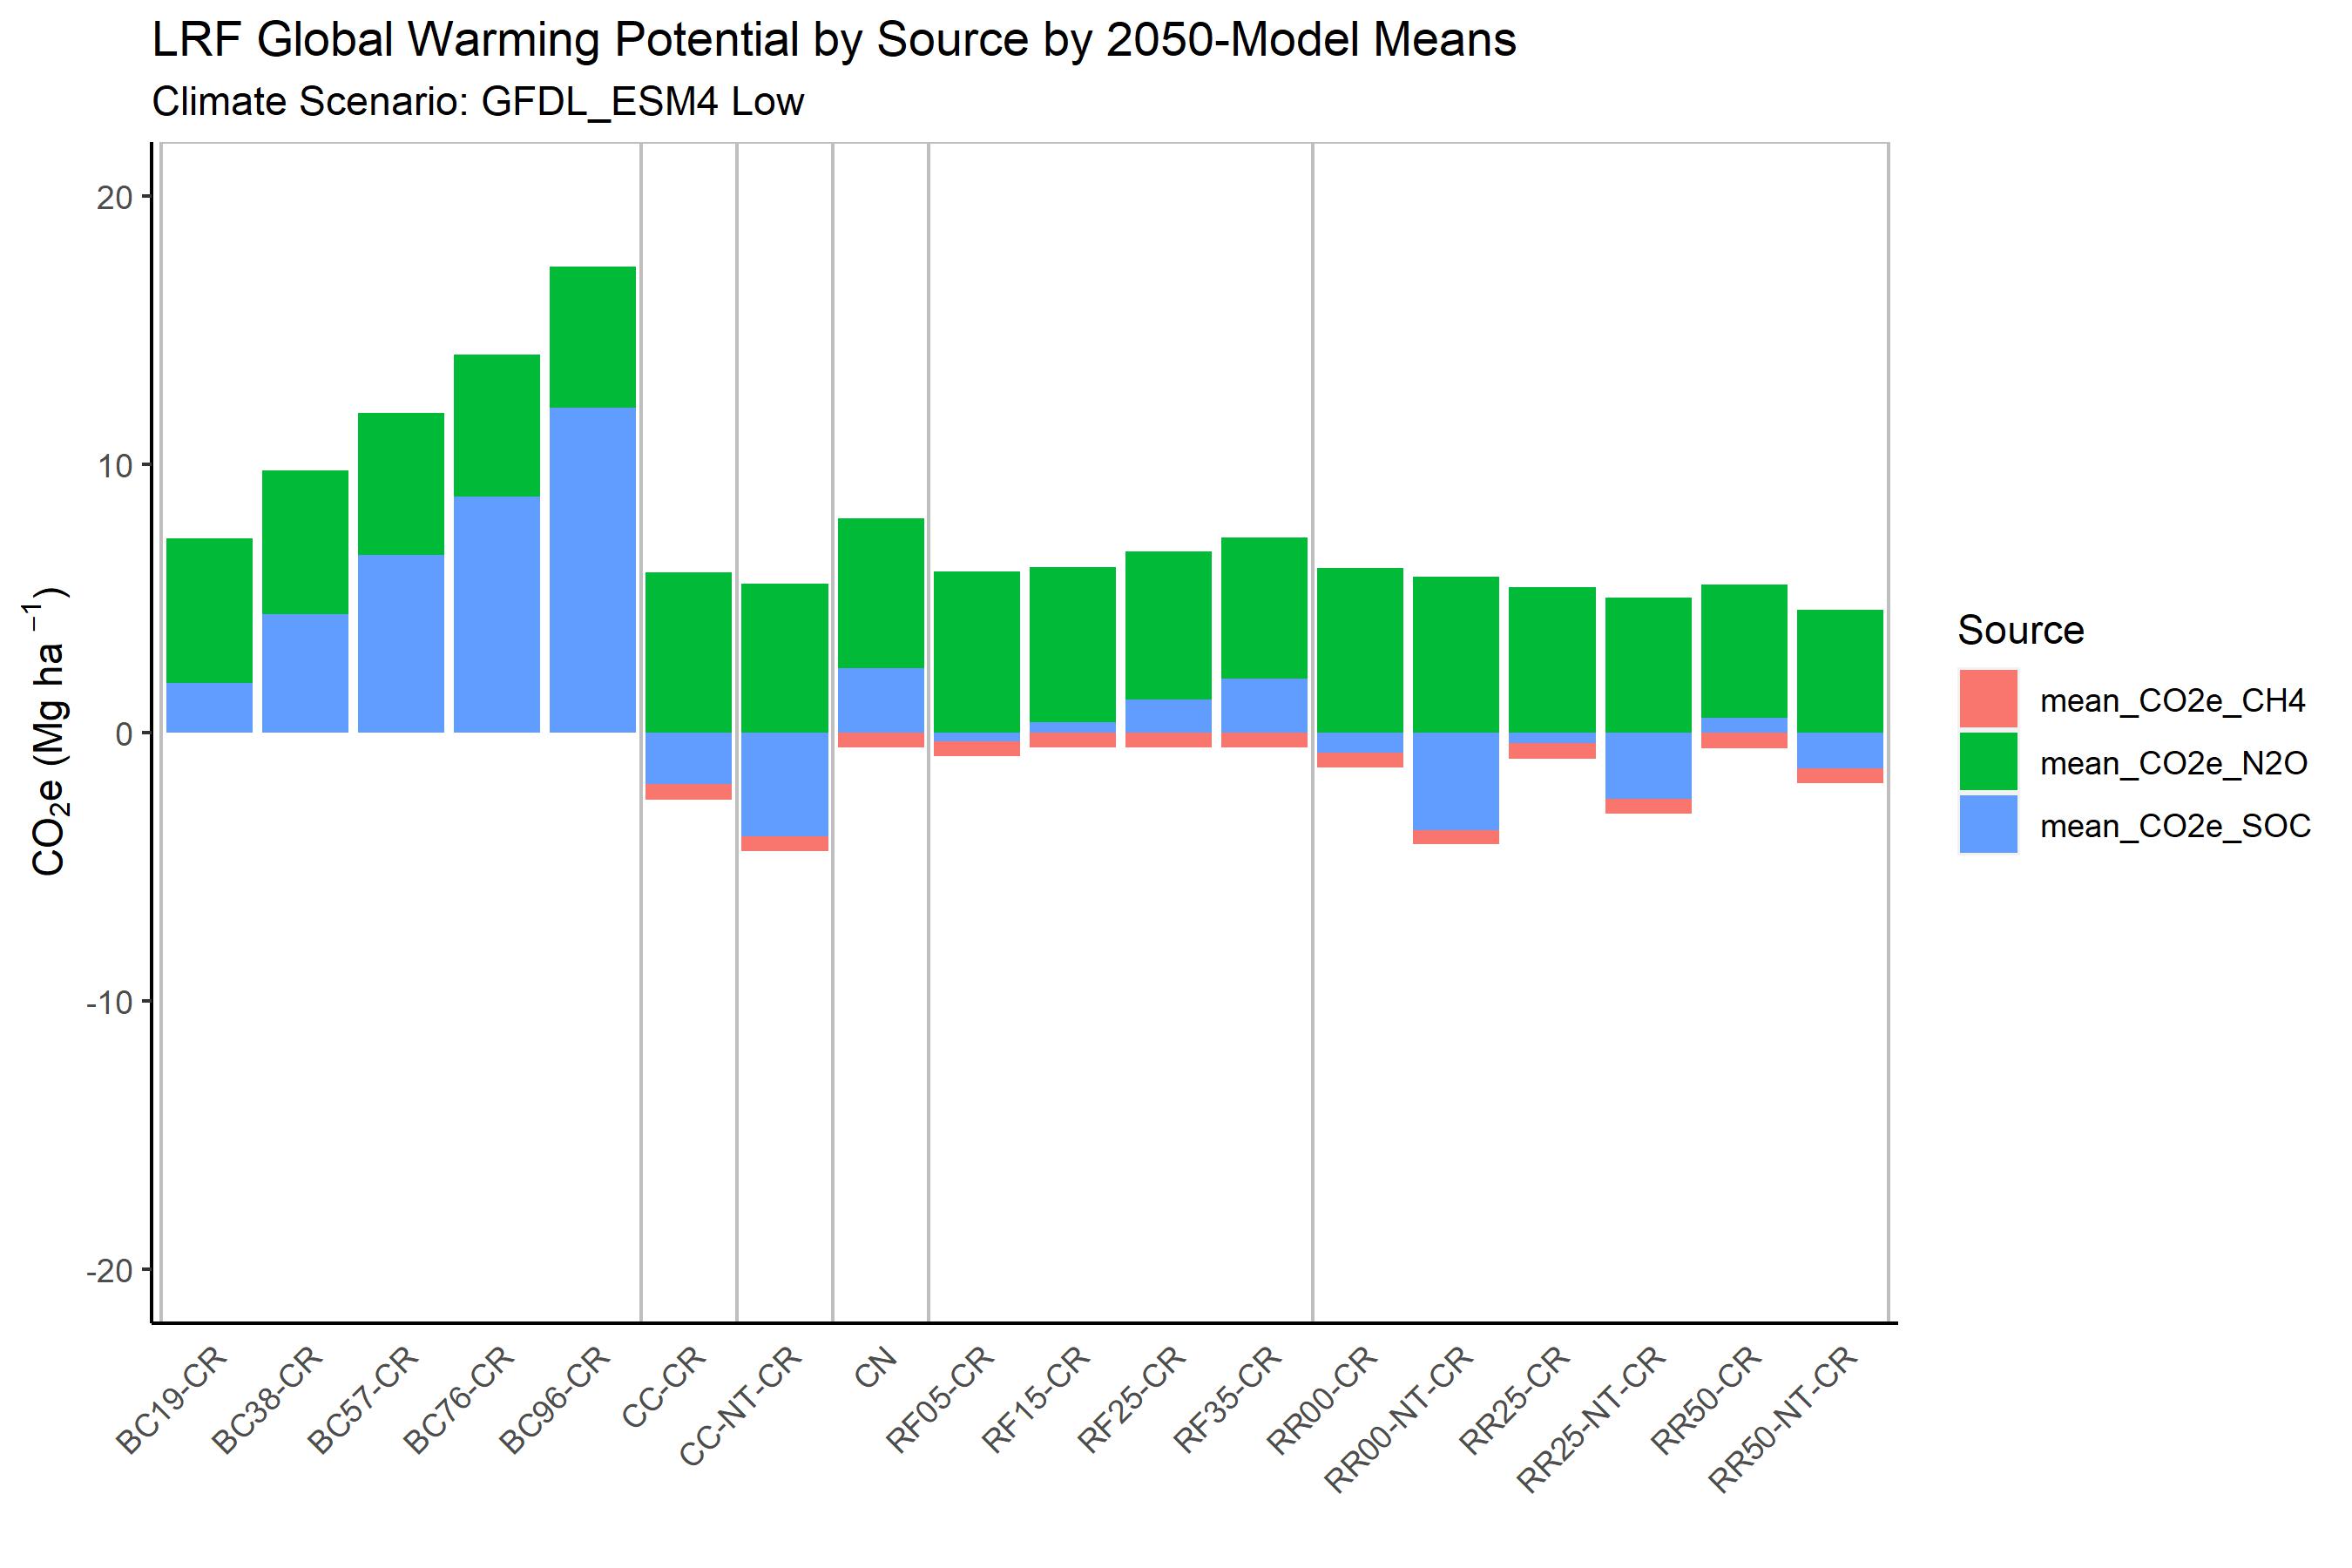 LRF Global Warming Potential by Source by 2050-Model Means
Climate Scenario: GFDL_ESM4 Low
20
10
0
-10
-20
CO₂e (Mg ha ⁻¹)
BC19-CR
BC38-CR
BC57-CR
BC76-CR
BC96-CR
CC-CR
CC-NT-CR
CN
RF05-CR
RF15-CR
RF25-CR
RF35-CR
RR00-CR
RR00-NT-CR
RR25-CR
RR25-NT-CR
RR50-CR
RR50-NT-CR
Source
mean_CO2e_CH4
mean_CO2e_N2O
mean_CO2e_SOC